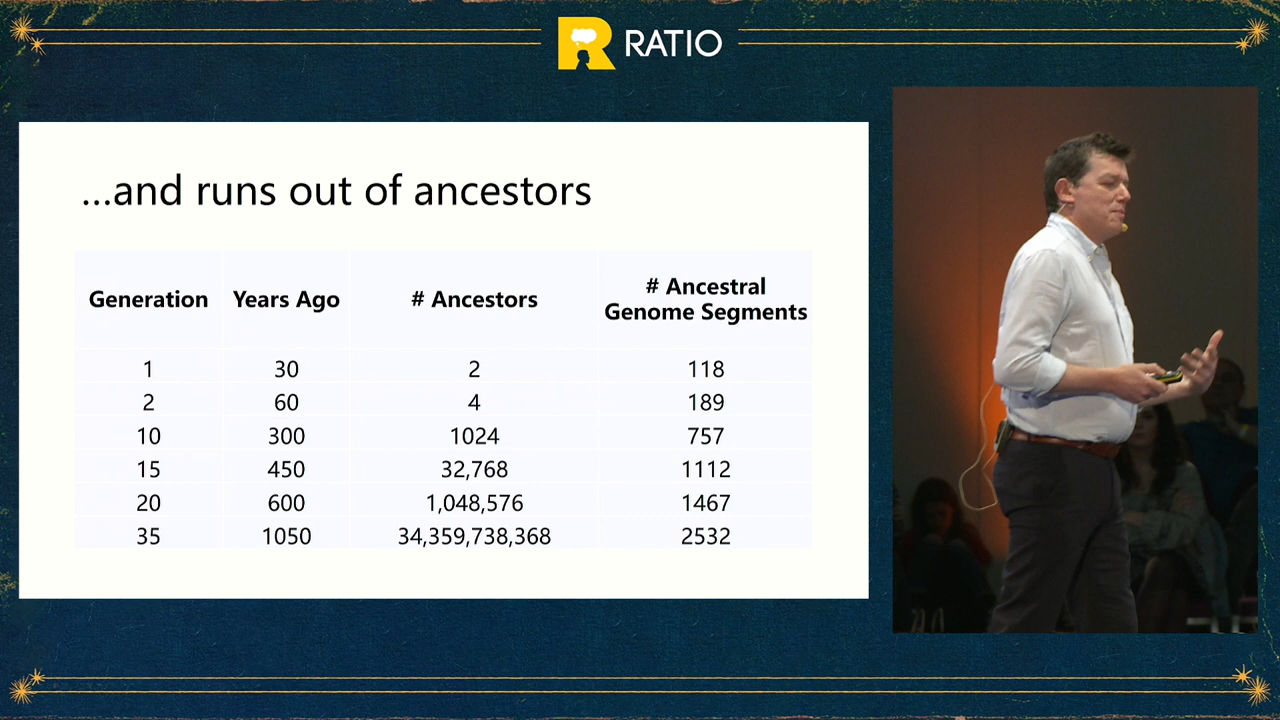 RATIO
...and runs out of ancestors
Generation Years Ago # Ancestors # Ancestral Genome Segments
1 30 2 118
2 60 4 189
10 300 1024 757
15 450 32,768 1112
20 600 1,048,576 1467
35 1050 34,359,738,368 2532